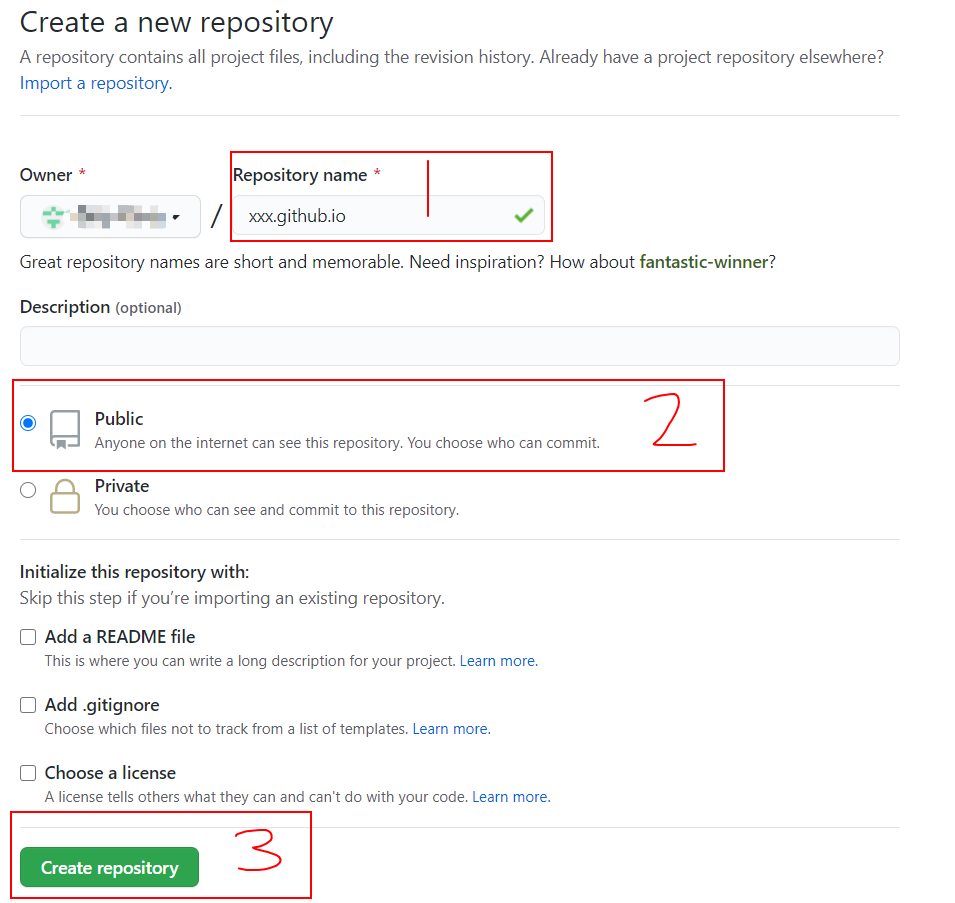 Create a new repository
A repository contains all project files, including the revision history. Already have a project repository elsewhere?
Import a repository.
Owner * Repository name *
/ xxx.github.io
Great repository names are short and memorable. Need inspiration? How about fantastic-winner?
Description (optional)
Public
Anyone on the internet can see this repository. You choose who can commit.
2
Private
You choose who can see and commit to this repository.
Initialize this repository with:
Skip this step if you’re importing an existing repository.
Add a README file
This is where you can write a long description for your project. Learn more.
Add .gitignore
Choose which files not to track from a list of templates. Learn more.
Choose a license
A license tells others what they can and can't do with your code. Learn more.
Create repository
3